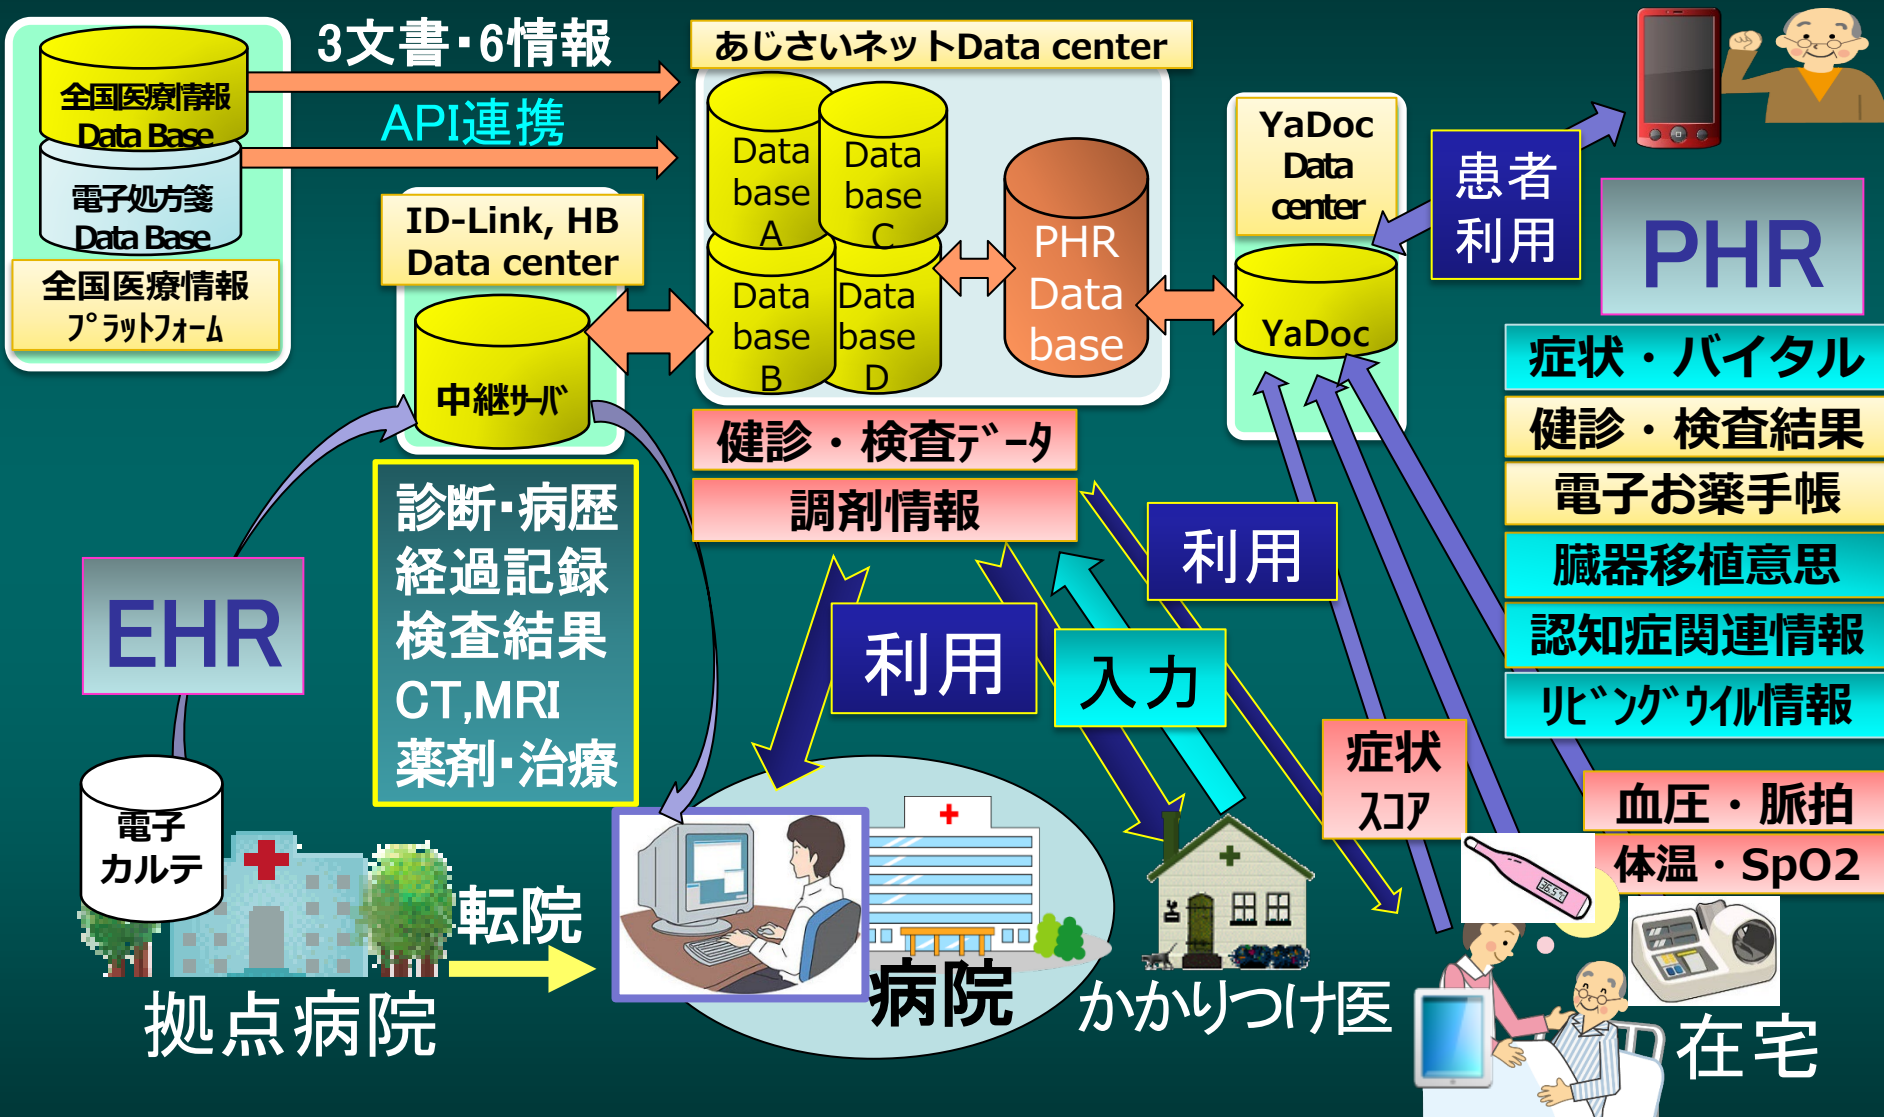 3文書・6情報
API連携
全国医療情報
Data Base
電子処方箋
Data Base
全国医療情報
プラットフォーム
ID-Link, HB
Data center
中継サーバ
あじさいネットData center
Data
base
A
Data
base
C
Data
base
B
Data
base
D
PHR
Data
base
YaDoc
Data
center
YaDoc
患者
利用
PHR
症状・バイタル
健診・検査結果
電子お薬手帳
臓器移植意思
認知症関連情報
リビングウイル情報
健診・検査データ
調剤情報
診断・病歴
経過記録
検査結果
CT,MRI
薬剤・治療
EHR
利用
入力
利用
症状
スコア
血圧・脈拍
体温・SpO2
36.5℃
電子
カルテ
転院
拠点病院
病院
かかりつけ医
在宅